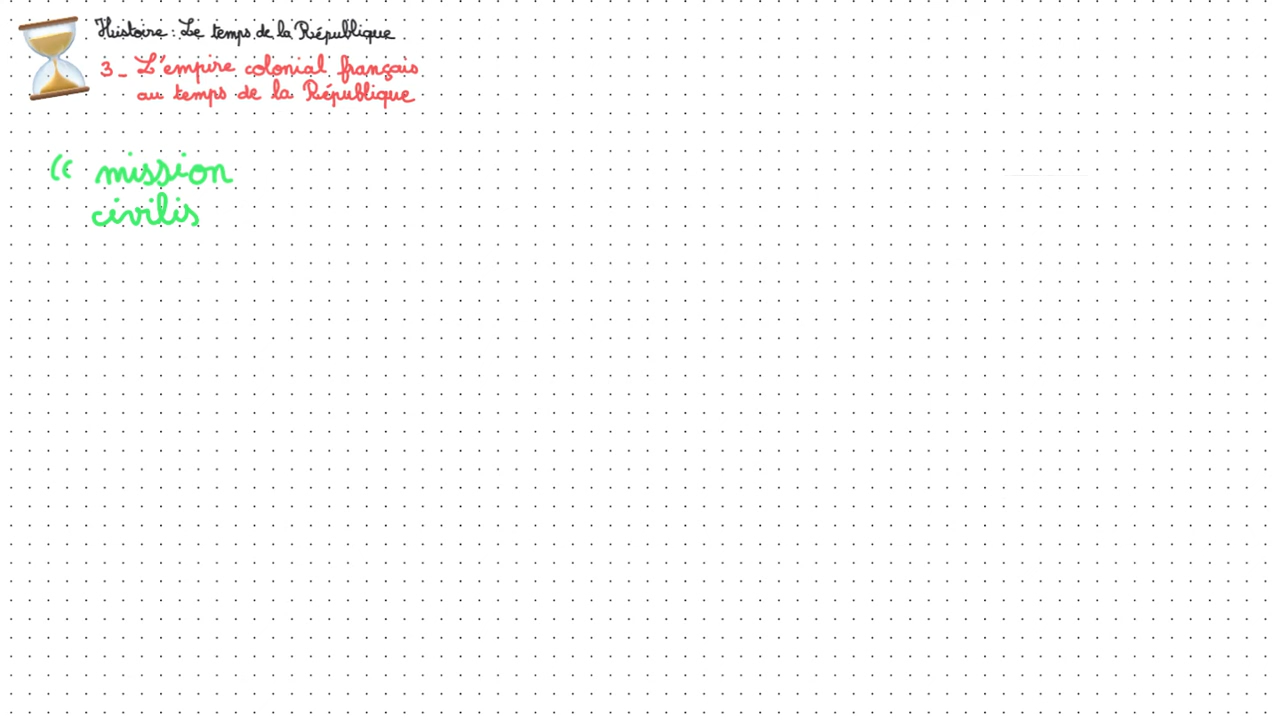 Histoire : Le temps de la République
3_ L'empire colonial français
au temps de la République
(( mission
civilis